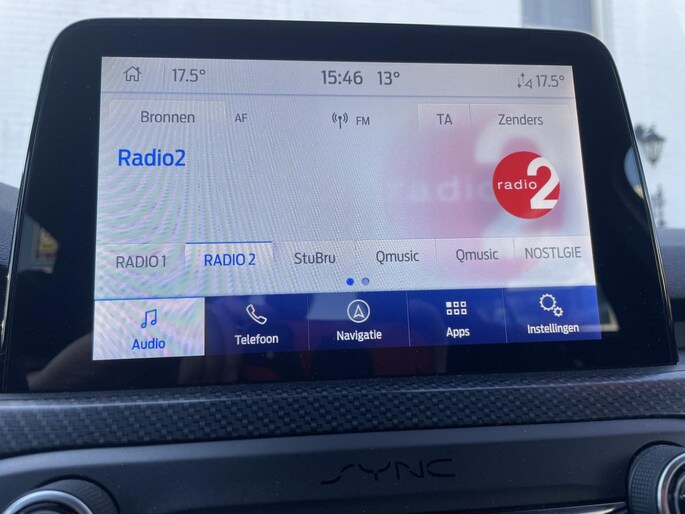 17.5° 15:46 13° 17.5°
Bronnen AF FM TA Zenders
Radio2
radio 2
RADIO 1 RADIO 2 StuBru Qmusic Qmusic NOSTLGIE
Audio Telefoon Navigatie Apps Instellingen
SYNC